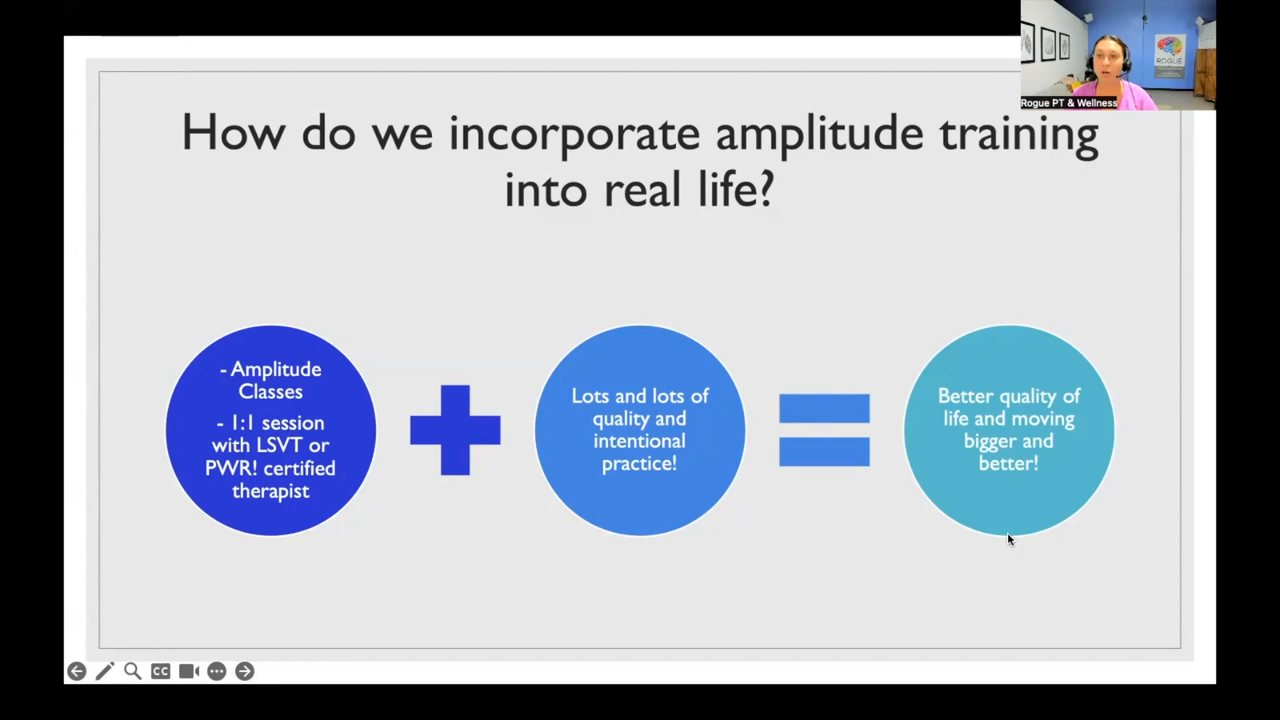 ROGUE
Rogue PT & Wellness
How do we incorporate amplitude training
into real life?
- Amplitude
Classes
- 1:1 session
with LSVT or
PWR! certified
therapist
Lots and lots of
quality and
intentional
practice!
Better quality of
life and moving
bigger and
better!
CC